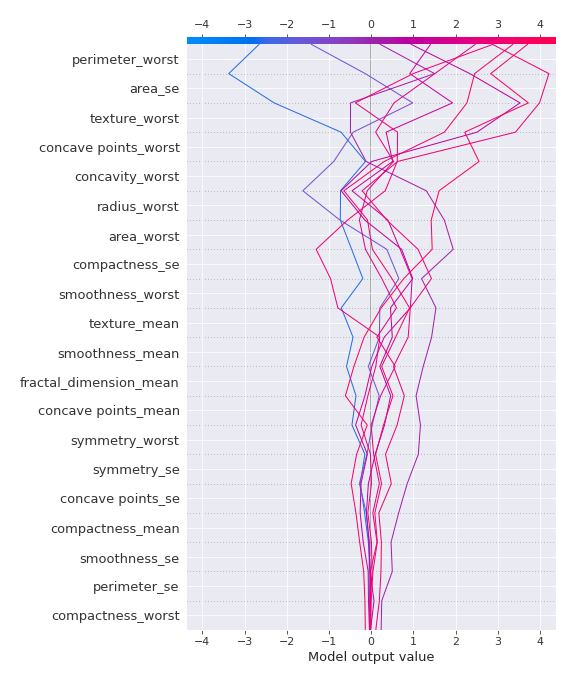 −4 −3 −2 −1 0 1 2 3 4
perimeter_worst
area_se
texture_worst
concave points_worst
concavity_worst
radius_worst
area_worst
compactness_se
smoothness_worst
texture_mean
smoothness_mean
fractal_dimension_mean
concave points_mean
symmetry_worst
symmetry_se
concave points_se
compactness_mean
smoothness_se
perimeter_se
compactness_worst
−4 −3 −2 −1 0 1 2 3 4
Model output value